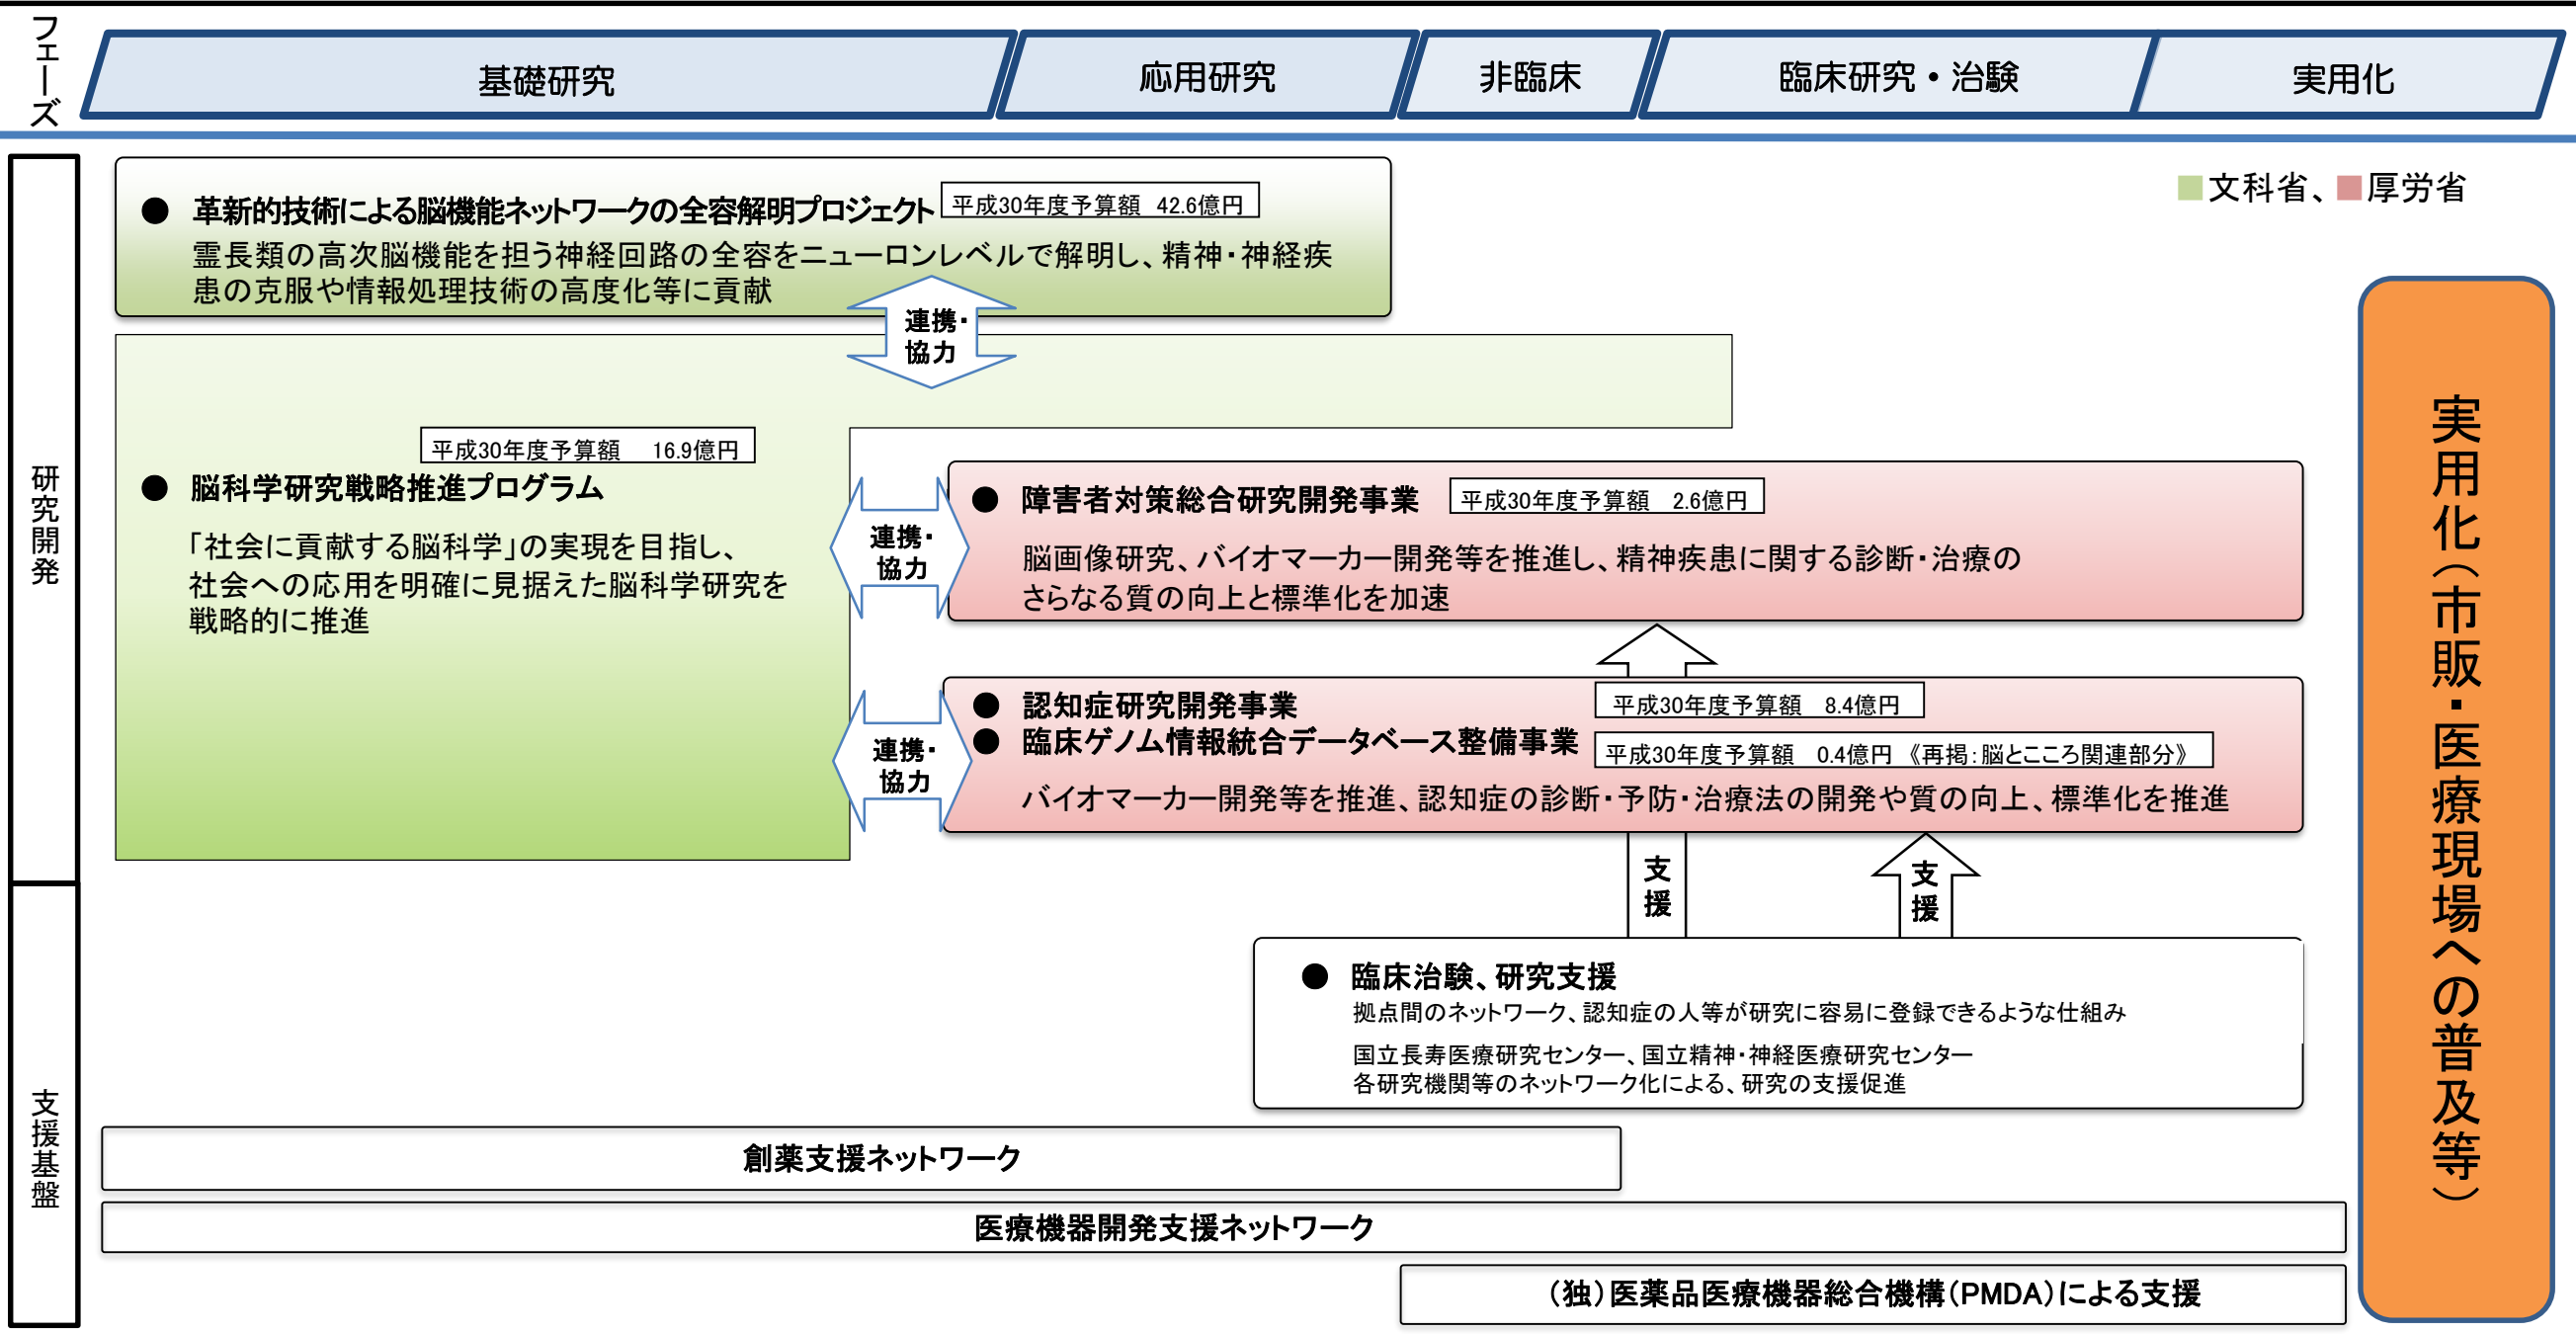 フェーズ
基礎研究
応用研究
非臨床
臨床研究・治験
実用化
■文科省、■厚労省
研究開発
● 革新的技術による脳機能ネットワークの全容解明プロジェクト
平成30年度予算額 42.6億円
霊長類の高次脳機能を担う神経回路の全容をニューロンレベルで解明し、精神・神経疾
患の克服や情報処理技術の高度化等に貢献
連携・
協力
平成30年度予算額 16.9億円
● 脳科学研究戦略推進プログラム
「社会に貢献する脳科学」の実現を目指し、
社会への応用を明確に見据えた脳科学研究を
戦略的に推進
連携・
協力
● 障害者対策総合研究開発事業
平成30年度予算額 2.6億円
脳画像研究、バイオマーカー開発等を推進し、精神疾患に関する診断・治療の
さらなる質の向上と標準化を加速
連携・
協力
● 認知症研究開発事業
平成30年度予算額 8.4億円
● 臨床ゲノム情報統合データベース整備事業
平成30年度予算額 0.4億円 《再掲：脳とこころ関連部分》
バイオマーカー開発等を推進、認知症の診断・予防・治療法の開発や質の向上、標準化を推進
支援
支援
実用化（市販・医療現場への普及等）
支援基盤
● 臨床治験、研究支援
拠点間のネットワーク、認知症の人等が研究に容易に登録できるような仕組み
国立長寿医療研究センター、国立精神・神経医療研究センター
各研究機関等のネットワーク化による、研究の支援促進
創薬支援ネットワーク
医療機器開発支援ネットワーク
（独）医薬品医療機器総合機構（PMDA）による支援